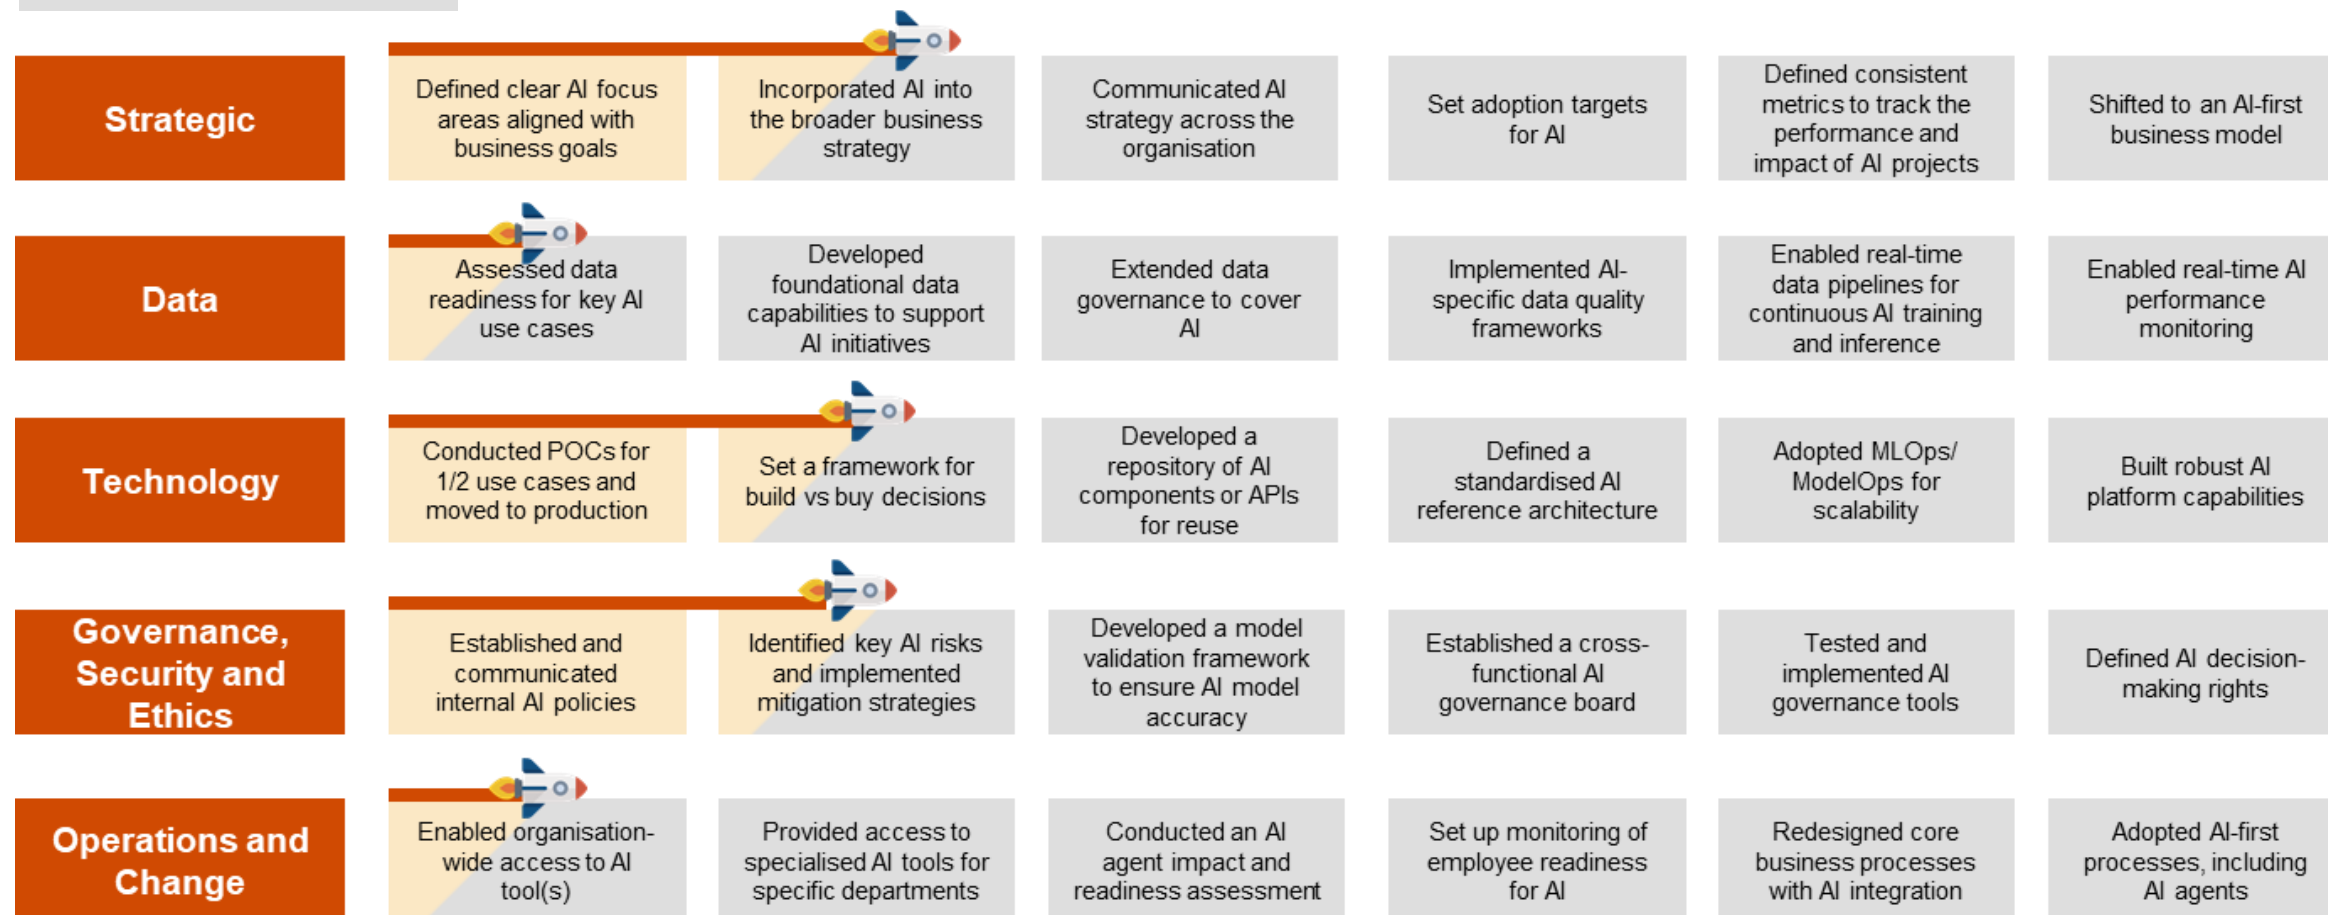 Strategic
Defined clear AI focus
areas aligned with
business goals
Incorporated AI into
the broader business
strategy
Communicated AI
strategy across the
organisation
Set adoption targets
for AI
Defined consistent
metrics to track the
performance and
impact of AI projects
Shifted to an AI-first
business model
Data
Assessed data
readiness for key AI
use cases
Developed
foundational data
capabilities to support
AI initiatives
Extended data
governance to cover
AI
Implemented AI-
specific data quality
frameworks
Enabled real-time
data pipelines for
continuous AI training
and inference
Enabled real-time AI
performance
monitoring
Technology
Conducted POCs for
1/2 use cases and
moved to production
Set a framework for
build vs buy decisions
Developed a
repository of AI
components or APIs
for reuse
Defined a
standardised AI
reference architecture
Adopted MLOps/
ModelOps for
scalability
Built robust AI
platform capabilities
Governance,
Security and
Ethics
Established and
communicated
internal AI policies
Identified key AI risks
and implemented
mitigation strategies
Developed a model
validation framework
to ensure AI model
accuracy
Established a cross-
functional AI
governance board
Tested and
implemented AI
governance tools
Defined AI decision-
making rights
Operations and
Change
Enabled organisation-
wide access to AI
tool(s)
Provided access to
specialised AI tools for
specific departments
Conducted an AI
agent impact and
readiness assessment
Set up monitoring of
employee readiness
for AI
Redesigned core
business processes
with AI integration
Adopted AI-first
processes, including
AI agents